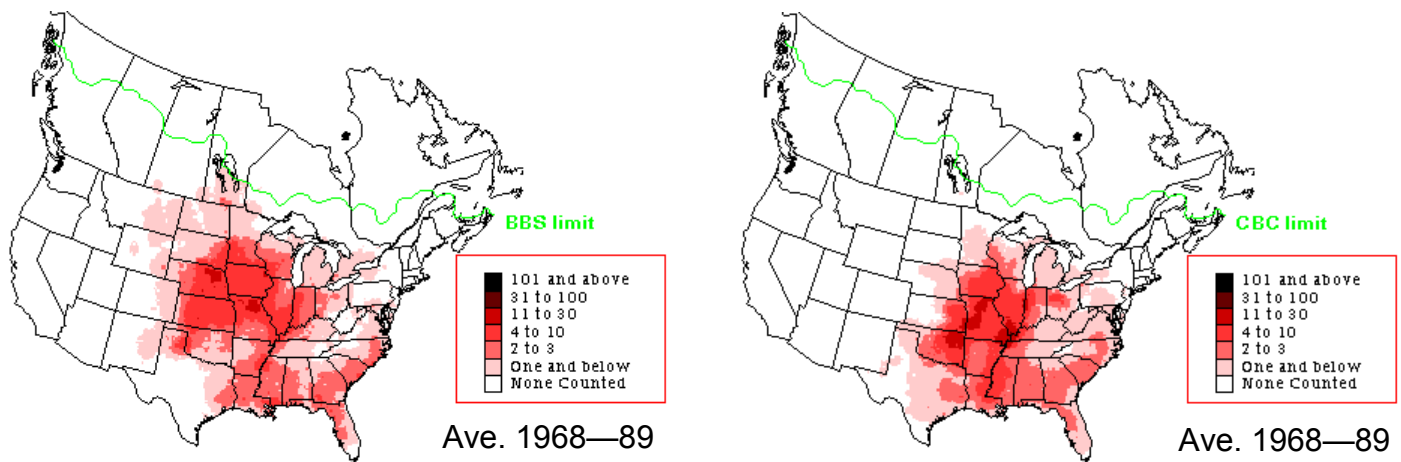 BBS limit
101 and above
31 to 100
11 to 30
4 to 10
2 to 3
One and below
None Counted
Ave. 1968—89
CBC limit
101 and above
31 to 100
11 to 30
4 to 10
2 to 3
One and below
None Counted
Ave. 1968—89